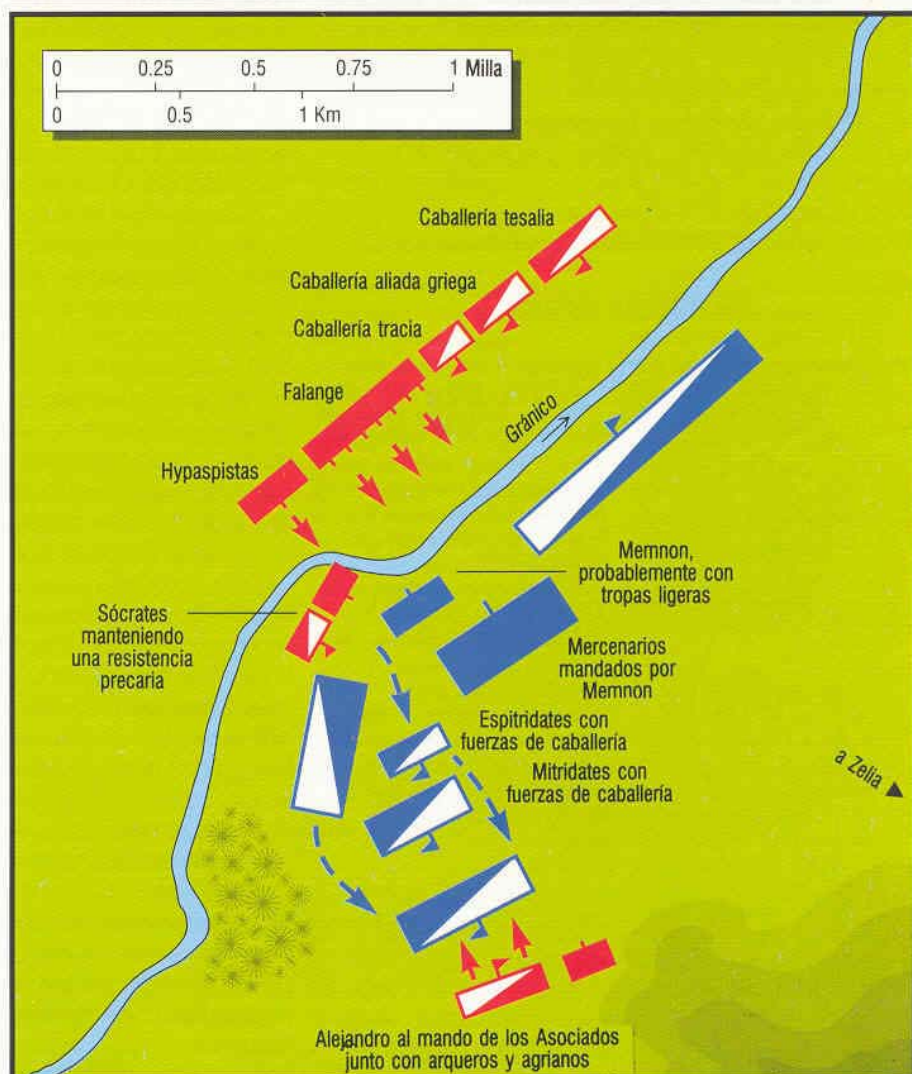 0 0.25 0.5 0.75 1 Milla
0 0.5 1 Km
Caballería tesalia
Caballería aliada griega
Caballería tracia
Falange
Hypaspistas
Gránico
Memnon,
probablemente con
tropas ligeras
Sócrates
manteniendo
una resistencia
precaria
Mercenarios
mandados por
Memnon
Espitridates con
fuerzas de caballería
Mitridates con
fuerzas de caballería
a Zelia
Alejandro al mando de los Asociados
junto con arqueros y agrianos